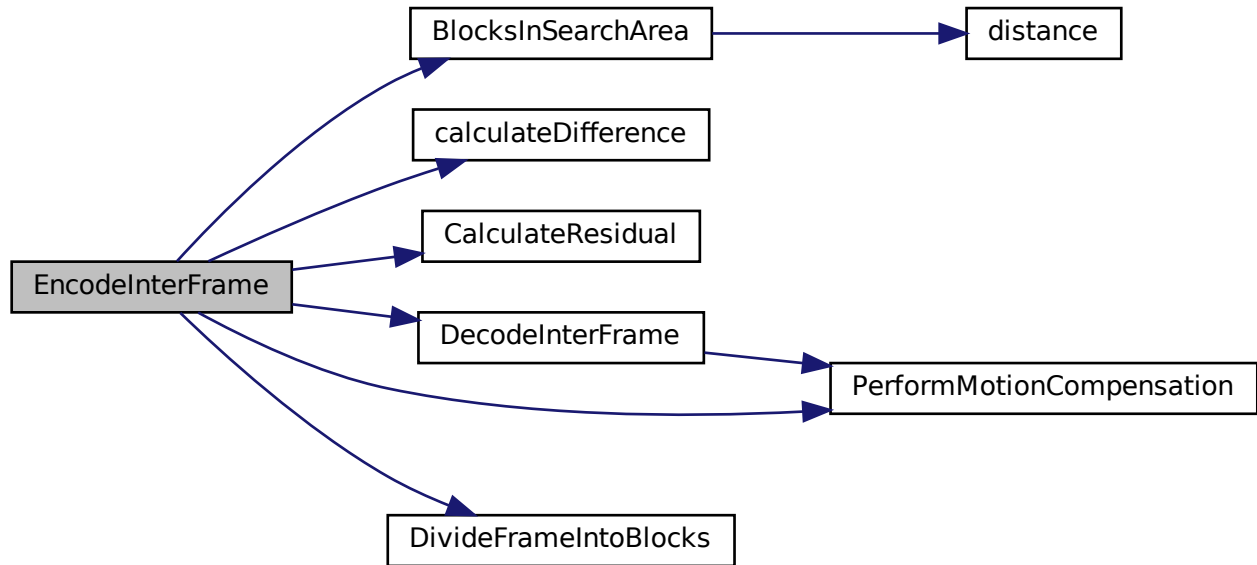 BlocksInSearchArea
distance
calculateDifference
CalculateResidual
EncodeInterFrame
DecodeInterFrame
PerformMotionCompensation
DivideFrameIntoBlocks